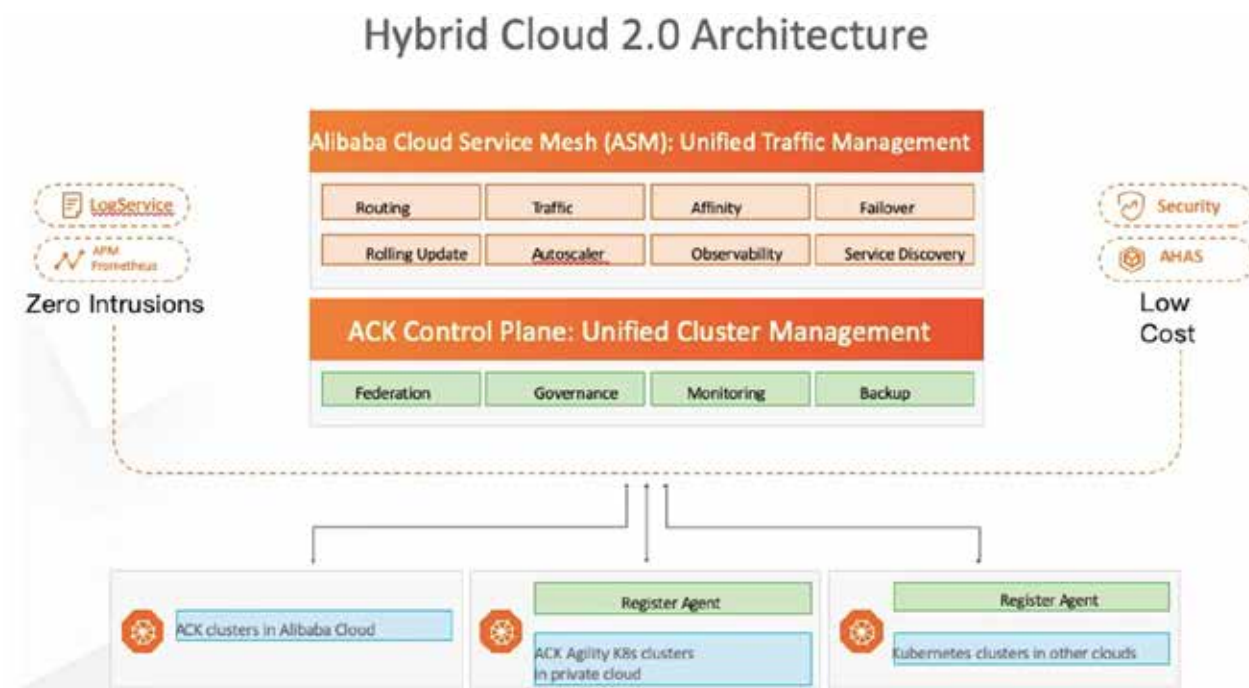 Hybrid Cloud 2.0 Architecture
Alibaba Cloud Service Mesh (ASM): Unified Traffic Management
Routing
Traffic
Affinity
Failover
Rolling Update
Autoscaler
Observability
Service Discovery
LogService
APM
Prometheus
Zero Intrusions
Security
AHAS
Low
Cost
ACK Control Plane: Unified Cluster Management
Federation
Governance
Monitoring
Backup
ACK clusters in Alibaba Cloud
Register Agent
ACK Agility K8s clusters
in private cloud
Register Agent
Kubernetes clusters in other clouds